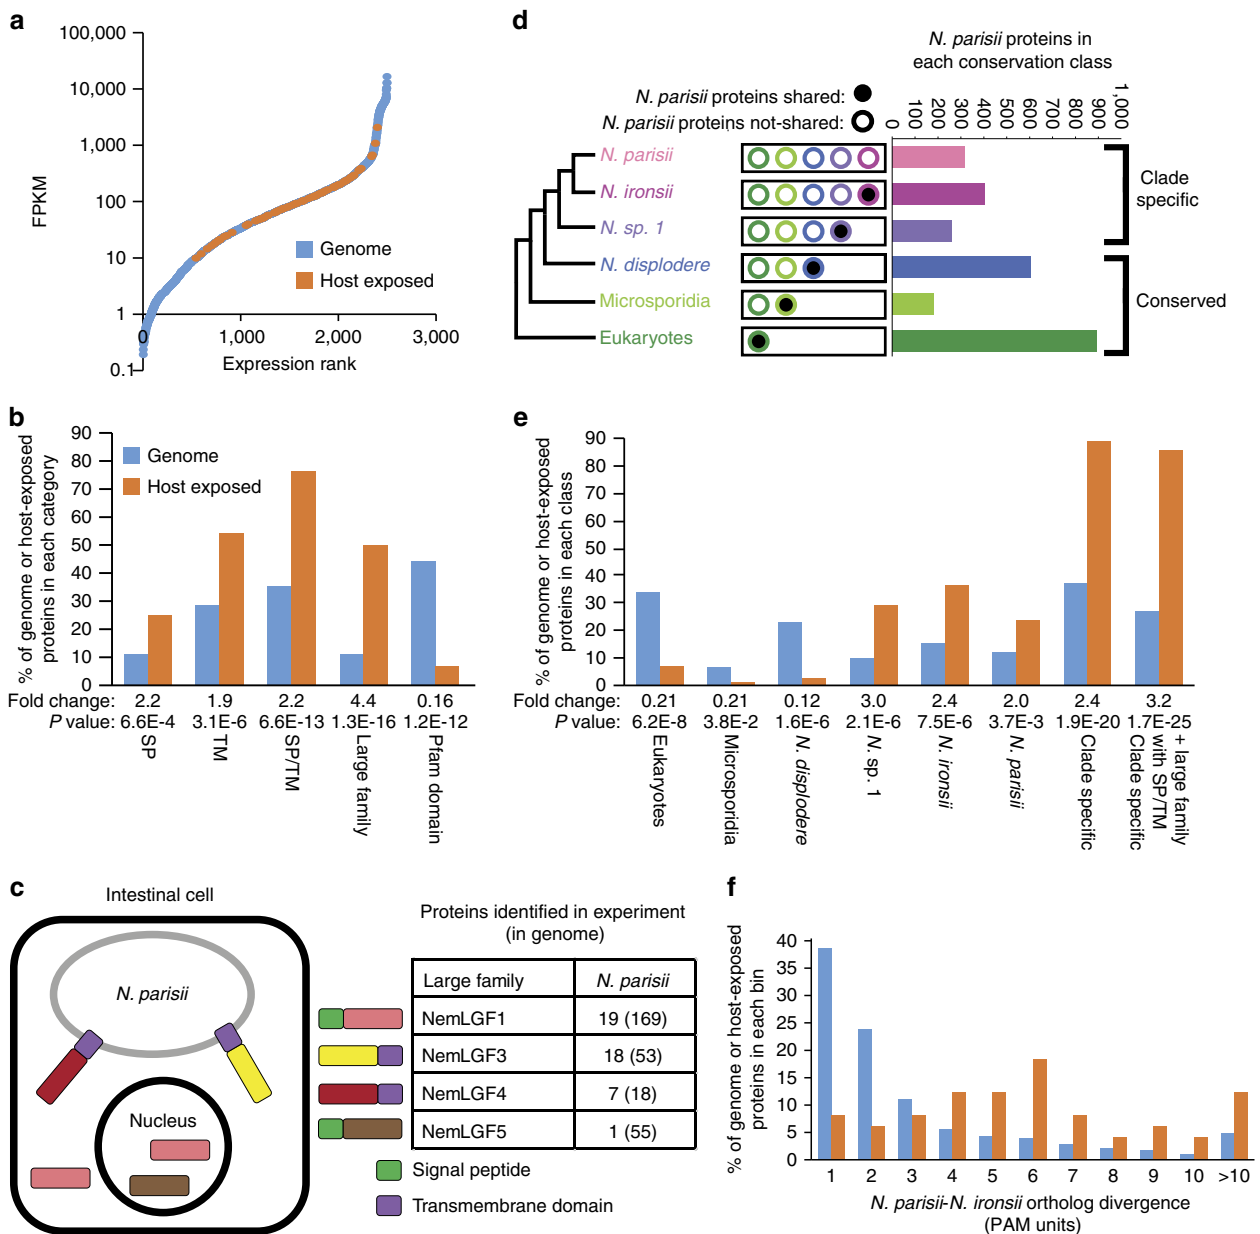 a
100,000
10,000
1,000
100
10
1
0.1
FPKM
0
1,000
2,000
3,000
Expression rank
Genome
Host exposed
b
% of genome or host-exposed
proteins in each category
90
80
70
60
50
40
30
20
10
0
Genome
Host exposed
Fold change: 2.2 1.9 2.2 4.4 0.16
P value: 6.6E-4 3.1E-6 6.6E-13 1.3E-16 1.2E-12
SP
TM
SP/TM
Large family
Pfam domain
c
Intestinal cell
N. parisii
Nucleus
Proteins identified in experiment
(in genome)
Large family N. parisii
NemLGF1 19 (169)
NemLGF3 18 (53)
NemLGF4 7 (18)
NemLGF5 1 (55)
Signal peptide
Transmembrane domain
d
N. parisii proteins in
each conservation class
N. parisii proteins shared:
N. parisii proteins not-shared:
0
100
200
300
400
500
600
700
800
900
1,000
N. parisii
N. ironsii
N. sp. 1
N. displodere
Microsporidia
Eukaryotes
Clade
specific
Conserved
e
% of genome or host-exposed
proteins in each class
90
80
70
60
50
40
30
20
10
0
Fold change: 0.21 0.21 0.12 3.0 2.4 2.0 2.4 3.2
P value: 6.2E-8 3.8E-2 1.6E-6 2.1E-6 7.5E-6 3.7E-3 1.9E-20 1.7E-25
Eukaryotes
Microsporidia
N. displodere
N. sp. 1
N. ironsii
N. parisii
Clade specific
Clade specific
with SP/TM
+ large family
f
% of genome or host-exposed
proteins in each bin
40
35
30
25
20
15
10
5
0
1 2 3 4 5 6 7 8 9 10 >10
N. parisii-N. ironsii ortholog divergence
(PAM units)